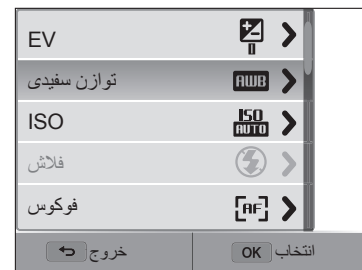 EV
توازن سفیدی AWB
ISO ISO AUTO
فلاش
فوکوس AF
خروج انتخاب OK